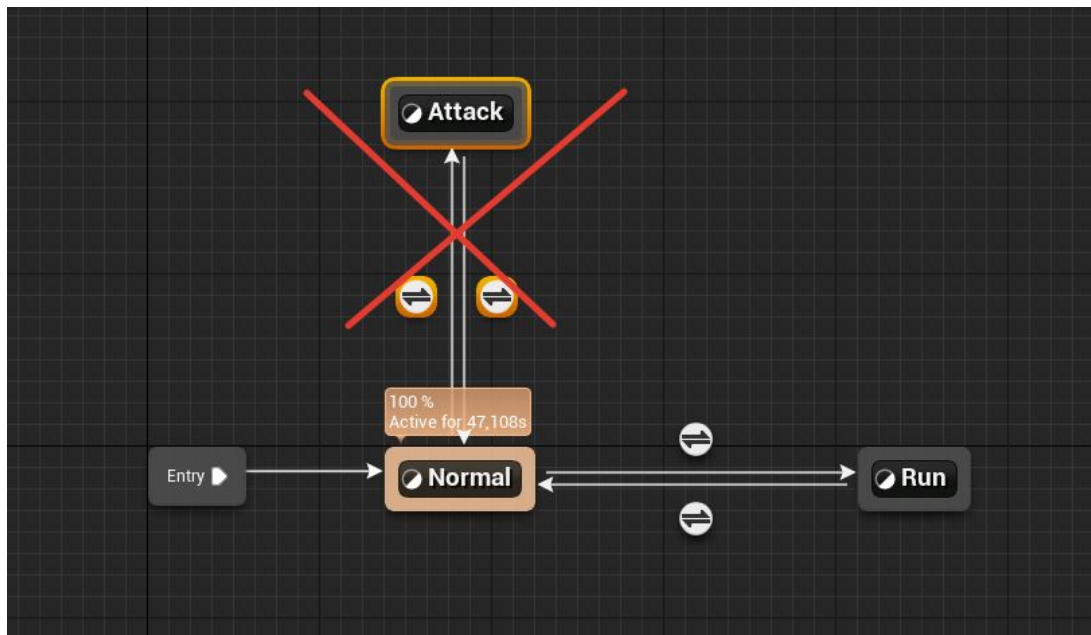 Attack
100 %
Active for 47,108s
Entry
Normal
Run